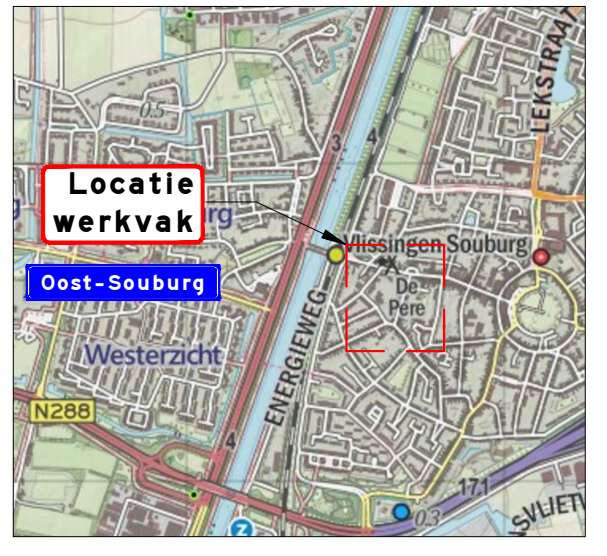 LEKSTRAAT
0.5
3
4
Locatie
werkvak
rg
Vlissingen Souburg
Oost-Souburg
De
Pere
ENERGIEWEG
Westerzicht
N288
4
171
0.3
Z